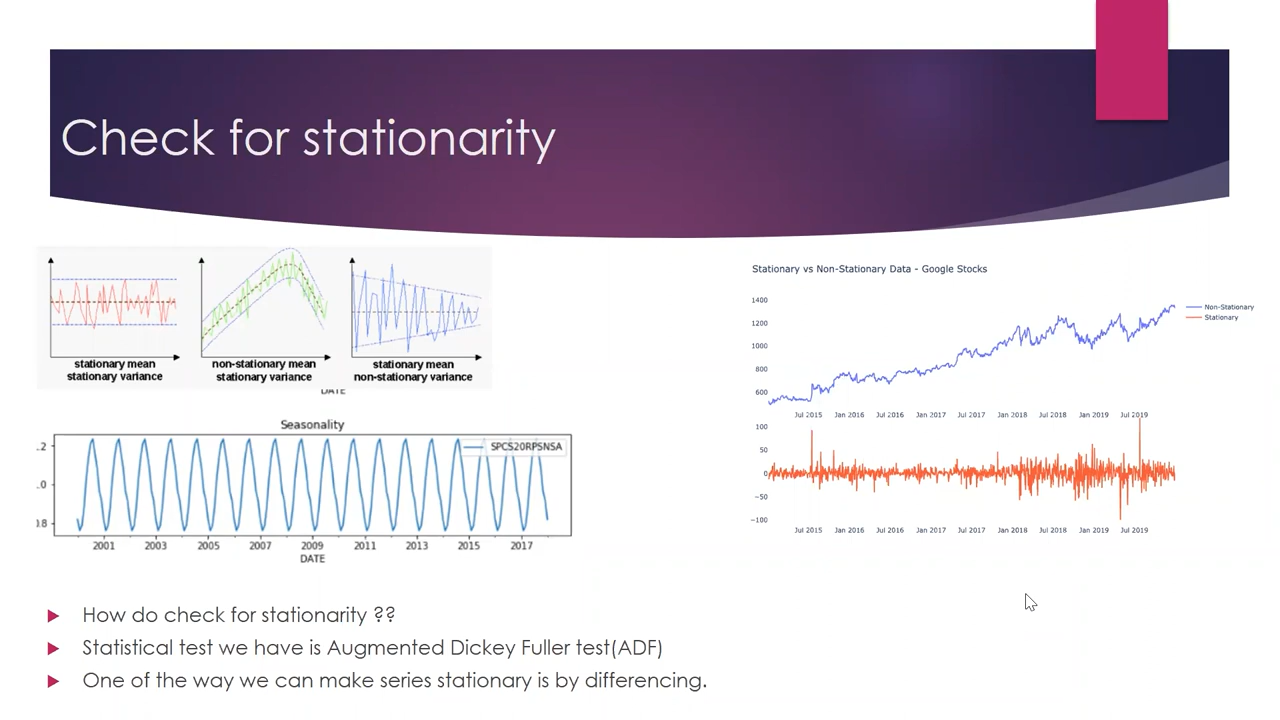 Check for stationarity
stationary mean
stationary variance
non-stationary mean
stationary variance
stationary mean
non-stationary variance
DATE
Seasonality
SPCS20RPSNSA
.2
.0
0.8
2001 2003 2005 2007 2009 2011 2013 2015 2017
DATE
Stationary vs Non-Stationary Data - Google Stocks
1400
1200
1000
800
600
Jul 2015 Jan 2016 Jul 2016 Jan 2017 Jul 2017 Jan 2018 Jul 2018 Jan 2019 Jul 2019
Non-Stationary
Stationary
100
50
0
−50
−100
Jul 2015 Jan 2016 Jul 2016 Jan 2017 Jul 2017 Jan 2018 Jul 2018 Jan 2019 Jul 2019
How do check for stationarity ??
Statistical test we have is Augmented Dickey Fuller test(ADF)
One of the way we can make series stationary is by differencing.